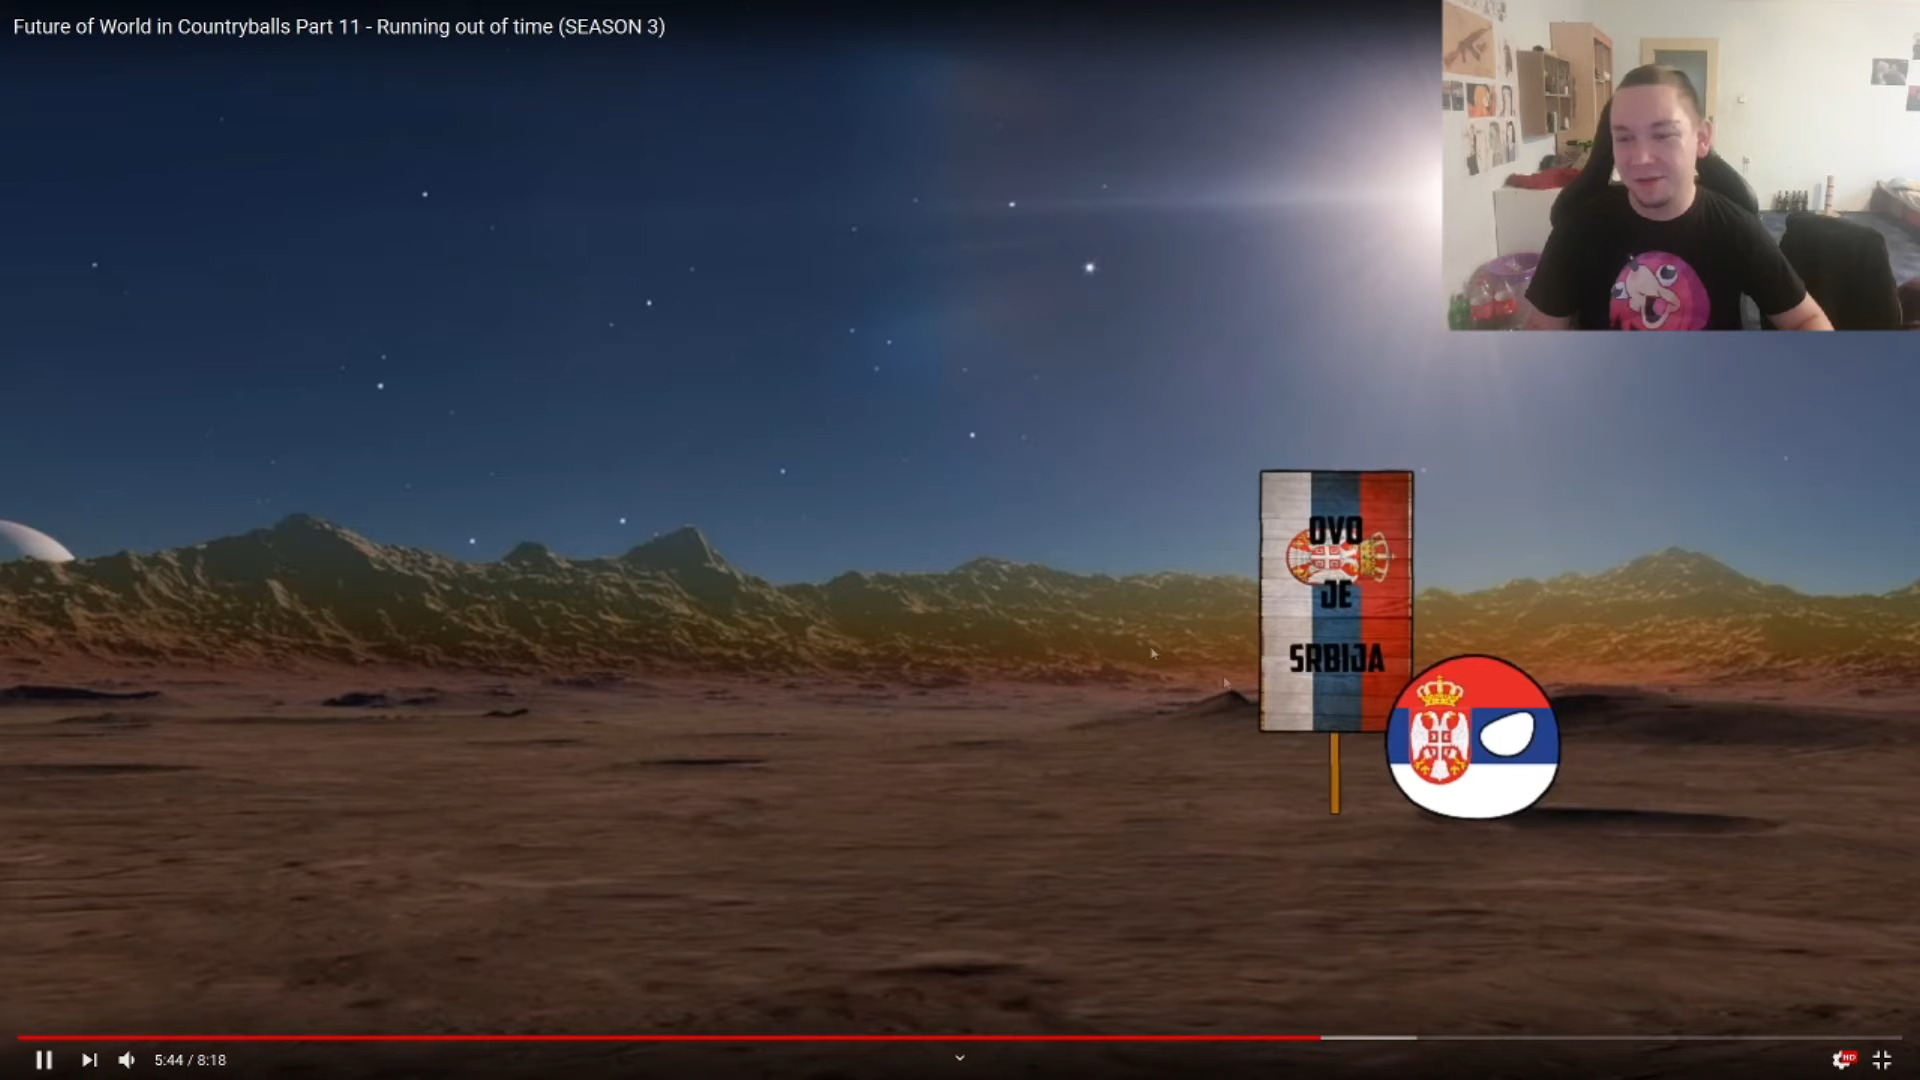 Future of World in Countryballs Part 11 - Running out of time (SEASON 3)
OVO
JE
SRBIJA
5:44 / 8:18
HD